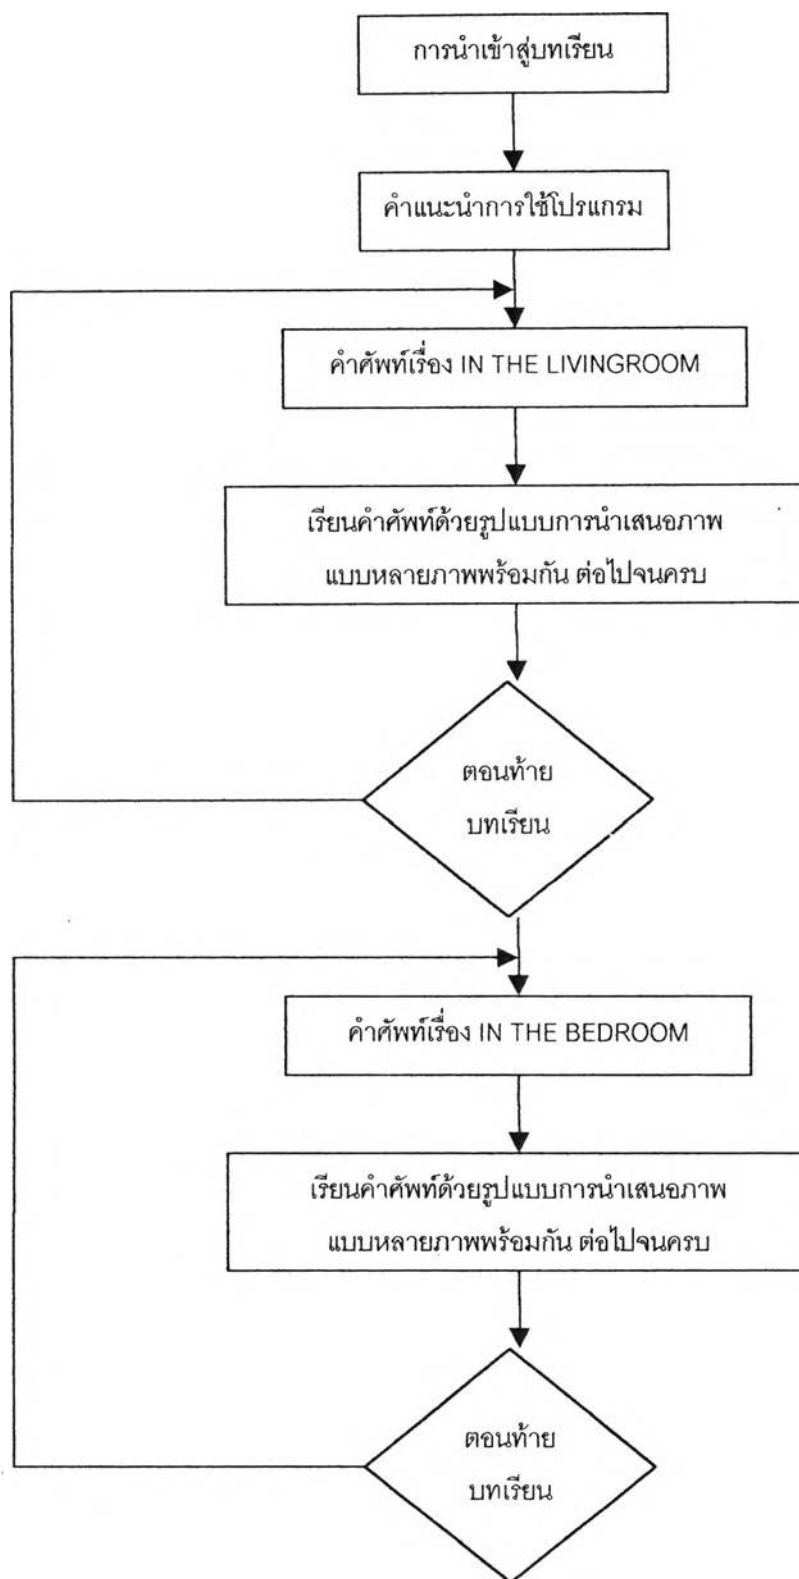 การนำเข้าสู่บทเรียน
คำแนะนำการใช้โปรแกรม
คำศัพท์เรื่อง IN THE LIVINGROOM
เรียนคำศัพท์ด้วยรูปแบบการนำเสนอภาพ
แบบหลายภาพพร้อมกัน ต่อไปจนครบ
ตอนท้าย
บทเรียน
คำศัพท์เรื่อง IN THE BEDROOM
เรียนคำศัพท์ด้วยรูปแบบการนำเสนอภาพ
แบบหลายภาพพร้อมกัน ต่อไปจนครบ
ตอนท้าย
บทเรียน